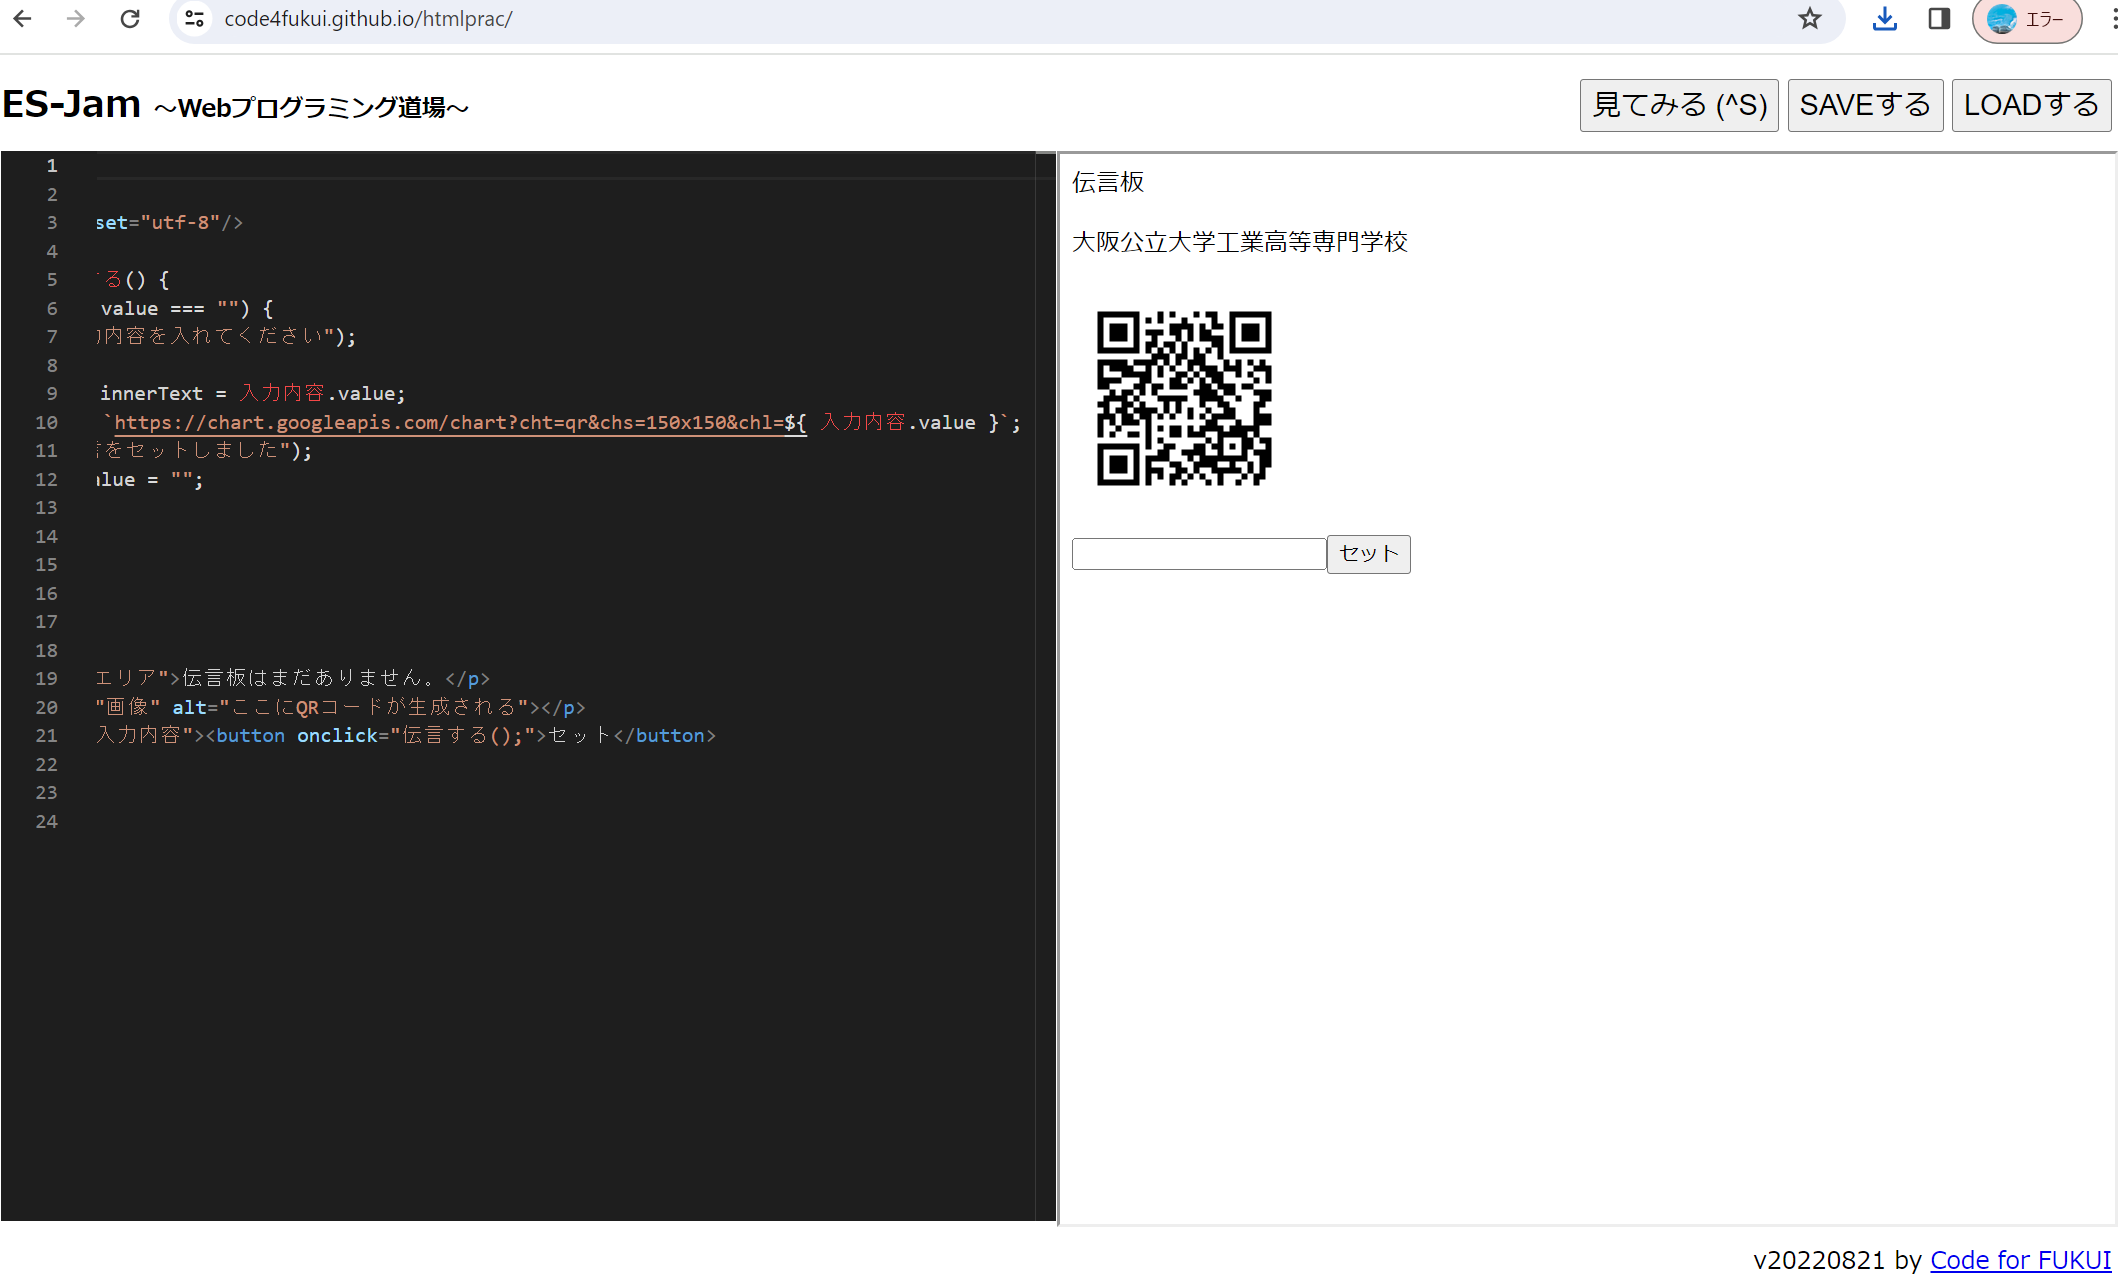 code4fukui.github.io/htmlprac/
エラー
ES-Jam ～Webプログラミング道場～
見てみる (^S) SAVEする LOADする
1
2
3 set="utf-8"/>
4
5 る() {
6 value === "") {
7 内容を入れてください");
8
9 innerText = 入力内容.value;
10 `https://chart.googleapis.com/chart?cht=qr&chs=150x150&chl=${ 入力内容.value }`;
11 をセットしました");
12 alue = "";
13
14
15
16
17
18
19 エリア">伝言板はまだありません。</p>
20 "画像" alt="ここにQRコードが生成される"></p>
21 入力内容"><button onclick="伝言する();">セット</button>
22
23
24
伝言板
大阪公立大学工業高等専門学校
セット
v20220821 by Code for FUKUI